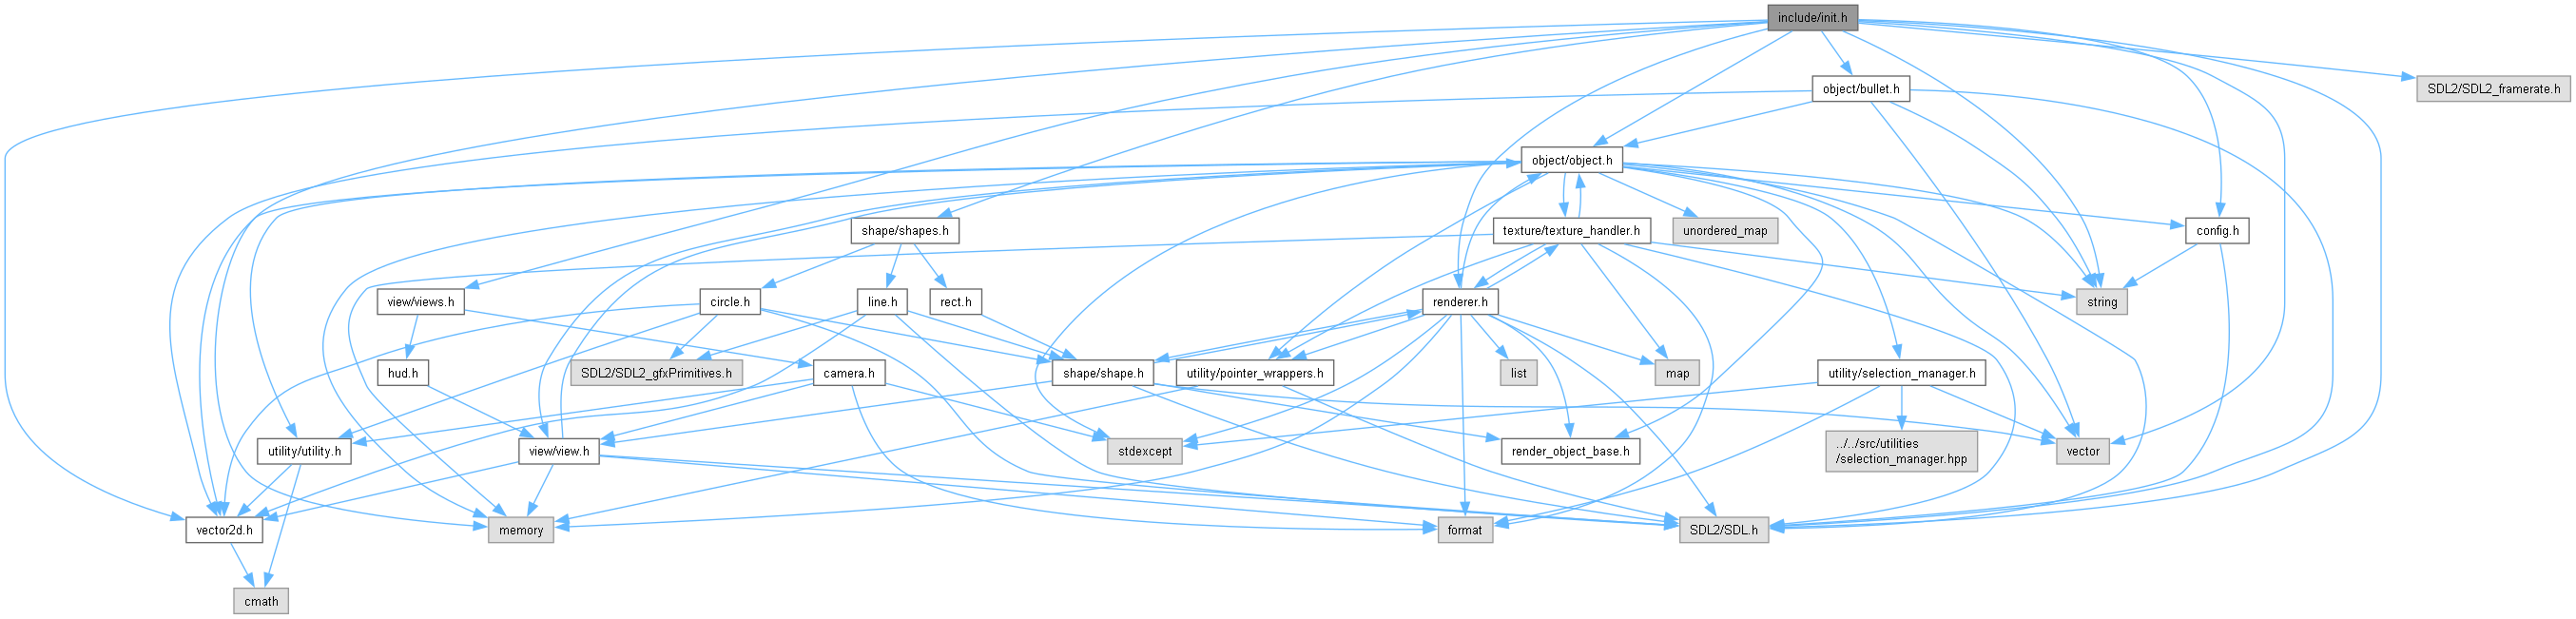 include/init.h
object/bullet.h
SDL2/SDL2_framerate.h
object/object.h
shape/shapes.h
texture/texture_handler.h
unordered_map
config.h
view/views.h
circle.h
line.h
rect.h
renderer.h
string
hud.h
SDL2/SDL2_gfxPrimitives.h
camera.h
shape/shape.h
utility/pointer_wrappers.h
list
map
utility/selection_manager.h
utility/utility.h
view/view.h
stdexcept
render_object_base.h
../../src/utilities
/selection_manager.hpp
vector
vector2d.h
memory
format
SDL2/SDL.h
cmath